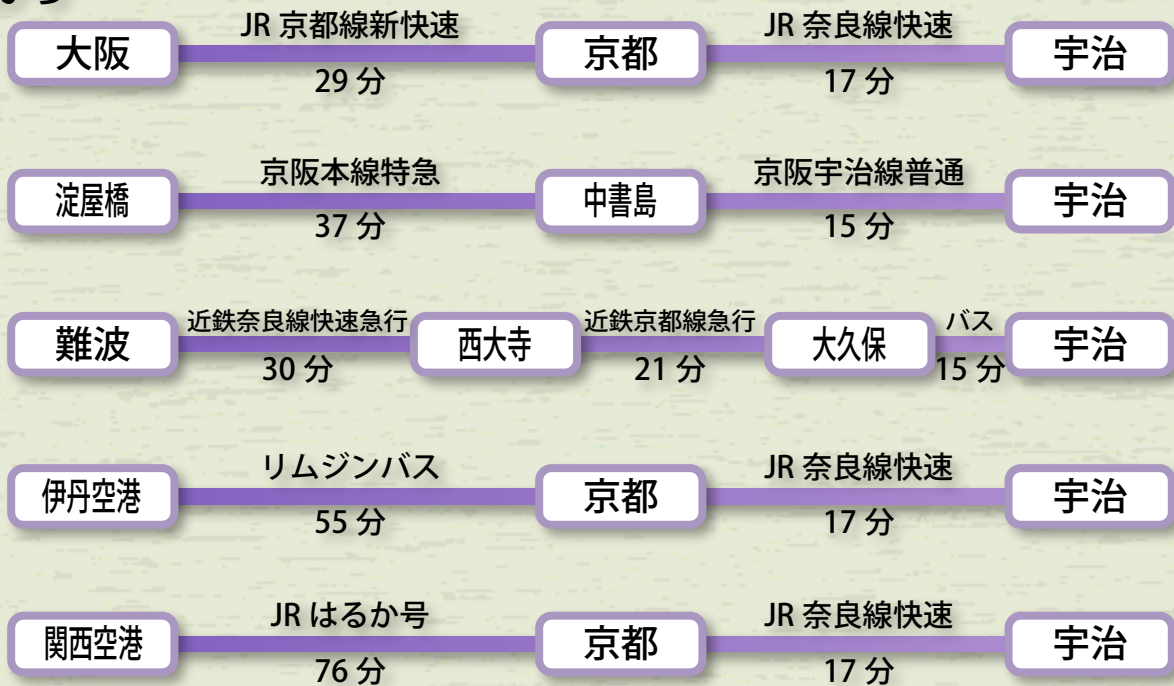 JR 京都線新快速 JR 奈良線快速
大阪 京都 宇治
29 分 17 分
京阪本線特急 京阪宇治線普通
淀屋橋 中書島 宇治
37 分 15 分
近鉄奈良線快速急行 近鉄京都線急行 バス
難波 西大寺 大久保 宇治
30 分 21 分 15 分
リムジンバス JR 奈良線快速
伊丹空港 京都 宇治
55 分 17 分
JR はるか号 JR 奈良線快速
関西空港 京都 宇治
76 分 17 分